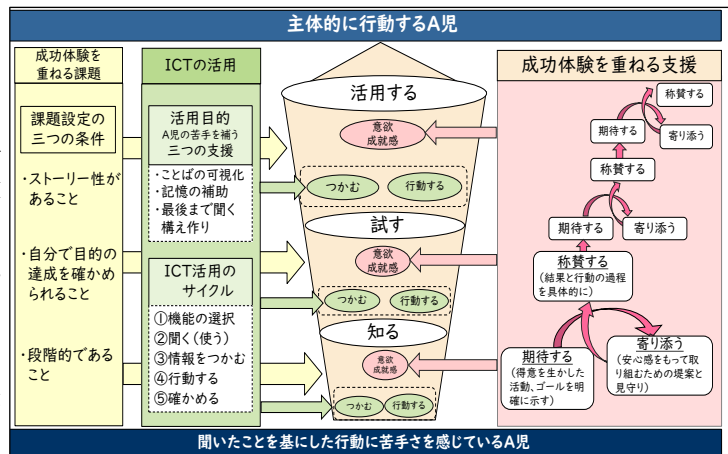 主体的に行動するA児
成功体験を
重ねる課題
課題設定の
三つの条件
・ストーリー性が
あること
・自分で目的の
達成を確かめ
られること
・段階的である
こと
ICTの活用
活用目的
A児の苦手を補う
三つの支援
・ことばの可視化
・記憶の補助
・最後まで聞く
構え作り
ICT活用の
サイクル
①機能の選択
②聞く(使う)
③情報をつかむ
④行動する
⑤確かめる
活用する
意欲
成就感
つかむ
行動する
試す
意欲
成就感
つかむ
行動する
知る
意欲
成就感
つかむ
行動する
成功体験を重ねる支援
称賛する
期待する
寄り添う
称賛する
期待する
寄り添う
称賛する
(結果と行動の過程
を具体的に)
期待する
(得意を生かした
活動、ゴールを明
確に示す)
寄り添う
(安心感をもって取
り組むための提案と
見守り)
聞いたことを基にした行動に苦手さを感じているA児